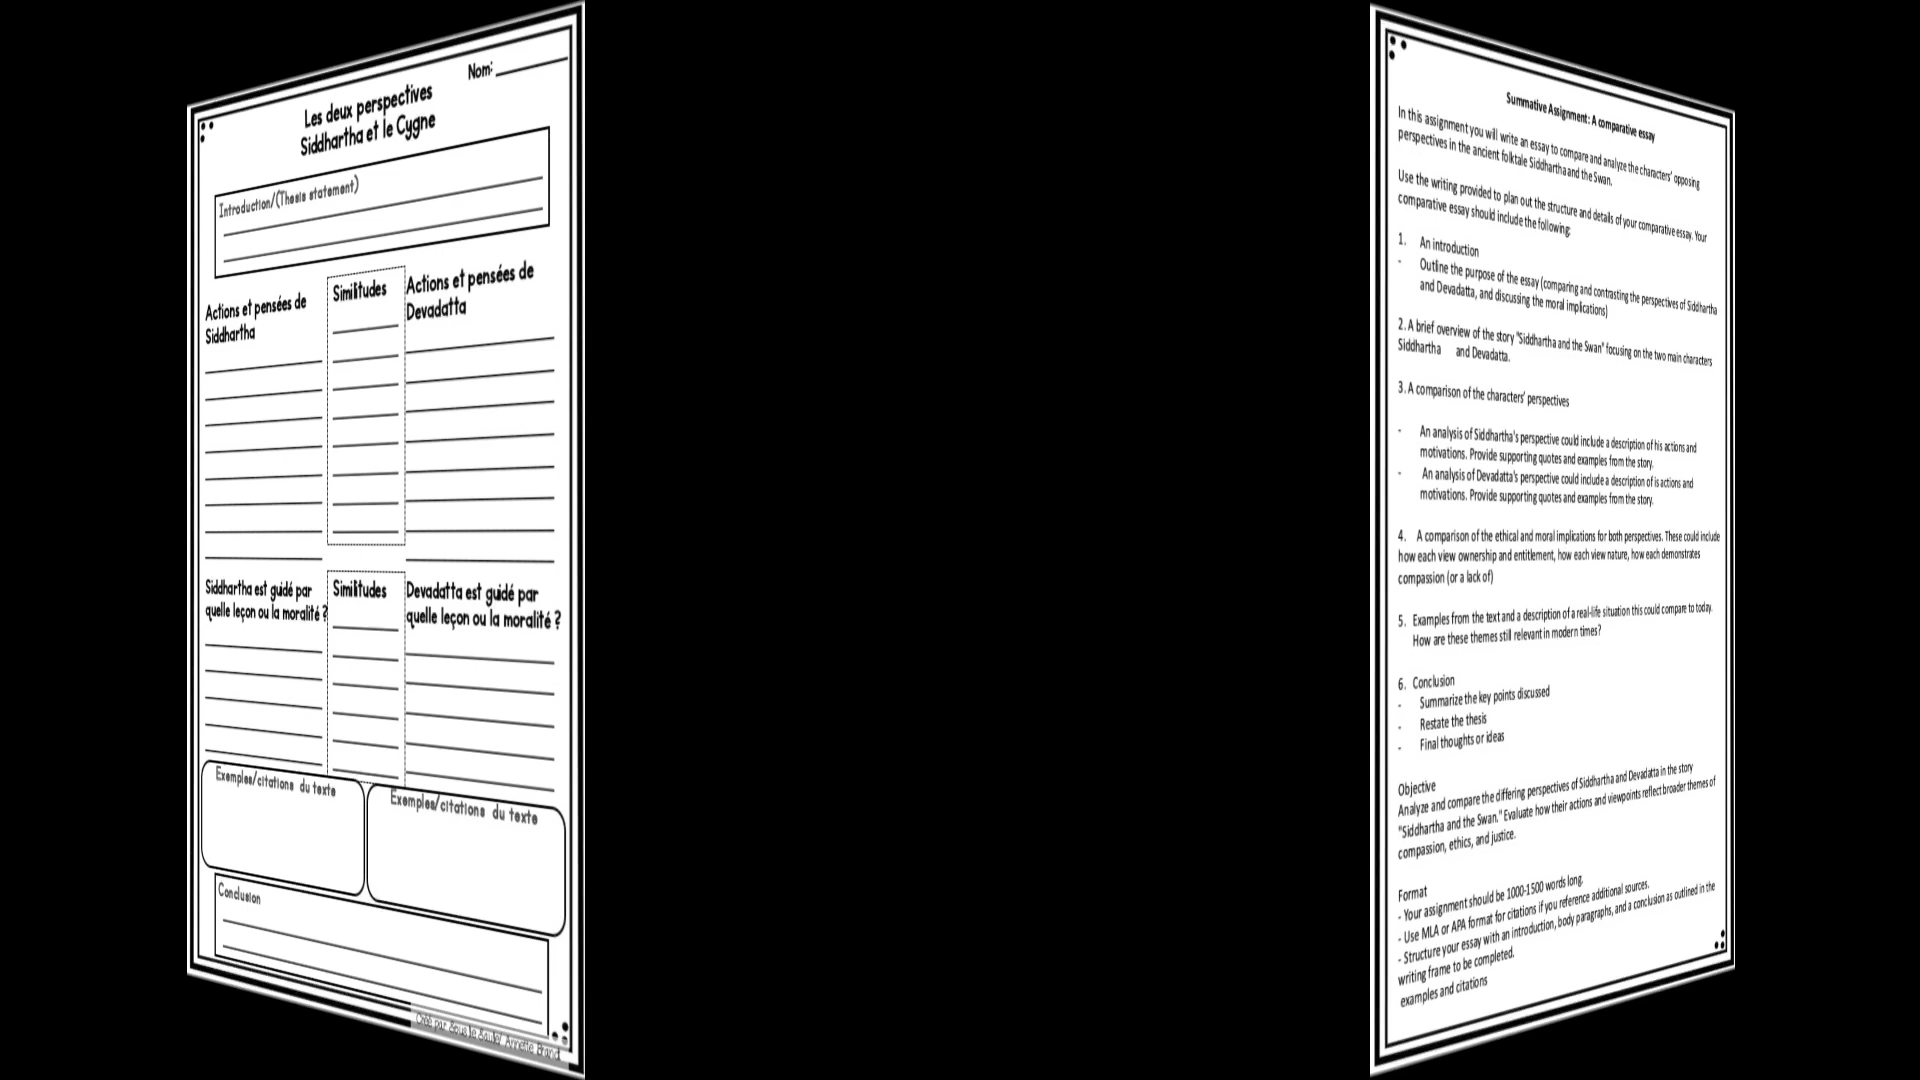 Nom:
Les deux perspectives
Siddhartha et le Cygne
Introduction/(Thesis statement)
Actions et pensées de
Siddhartha
Similitudes
Actions et pensées de
Devadatta
Siddhartha est guidé par
quelle leçon ou la moralité ?
Similitudes
Devadatta est guidé par
quelle leçon ou la moralité ?
Exemples/citations du texte
Exemples/citations du texte
Conclusion
Créé par Annette Brand
Summative Assignment: A comparative essay
In this assignment you will write an essay to compare and analyze the characters' opposing
perspectives in the ancient folktale Siddhartha and the Swan.
Use the writing provided to plan out the structure and details of your comparative essay. Your
comparative essay should include the following:
1. An introduction
- Outline the purpose of the essay (comparing and contrasting the perspectives of Siddhartha
and Devadatta, and discussing the moral implications)
2. A brief overview of the story "Siddhartha and the Swan" focusing on the two main characters
Siddhartha and Devadatta.
3. A comparison of the characters' perspectives
- An analysis of Siddhartha's perspective could include a description of his actions and
motivations. Provide supporting quotes and examples from the story.
- An analysis of Devadatta's perspective could include a description of is actions and
motivations. Provide supporting quotes and examples from the story.
4. A comparison of the ethical and moral implications for both perspectives. These could include
how each view ownership and entitlement, how each view nature, how each demonstrates
compassion (or a lack of)
5. Examples from the text and a description of a real-life situation this could compare to today.
How are these themes still relevant in modern times?
6. Conclusion
- Summarize the key points discussed
- Restate the thesis
- Final thoughts or ideas
Objective
Analyze and compare the differing perspectives of Siddhartha and Devadatta in the story
"Siddhartha and the Swan." Evaluate how their actions and viewpoints reflect broader themes of
compassion, ethics, and justice.
Format
- Your assignment should be 1000-1500 words long.
- Use MLA or APA format for citations if you reference additional sources.
- Structure your essay with an introduction, body paragraphs, and a conclusion as outlined in the
writing frame to be completed.
examples and citations